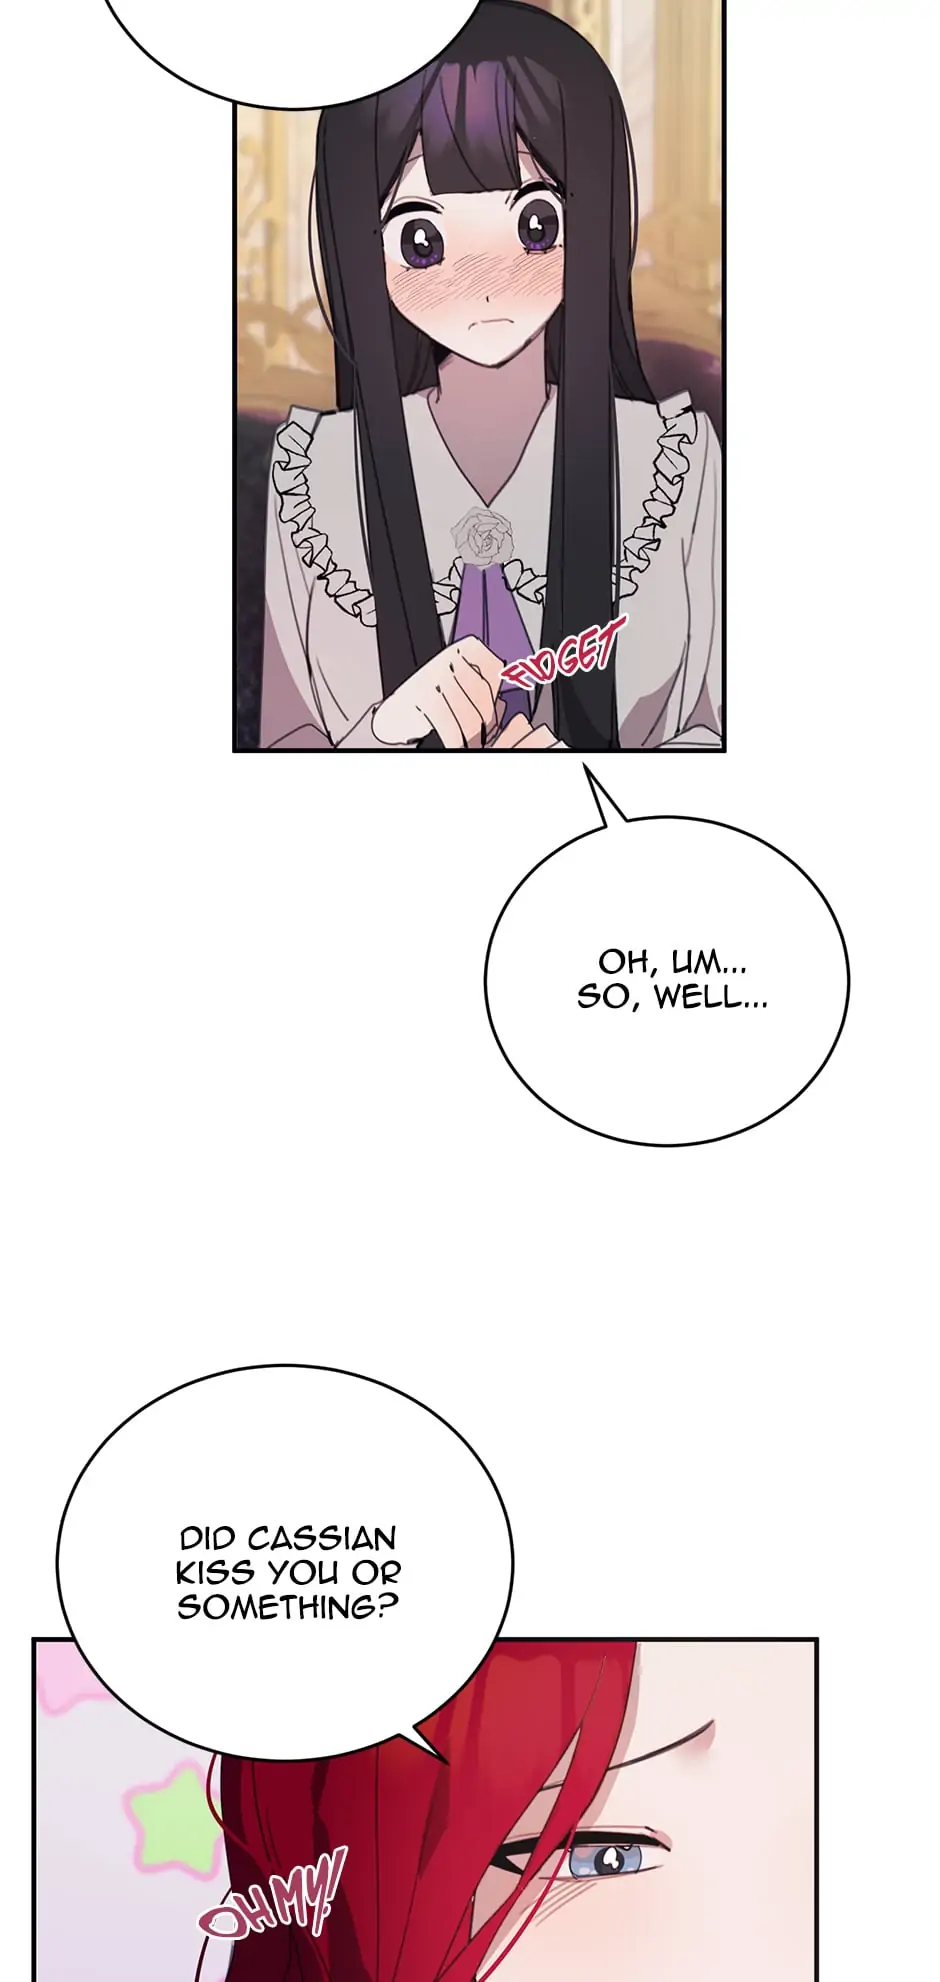 FIDGET
OH, UM...
SO, WELL...
DID CASSIAN
KISS YOU OR
SOMETHING?
OH MY!